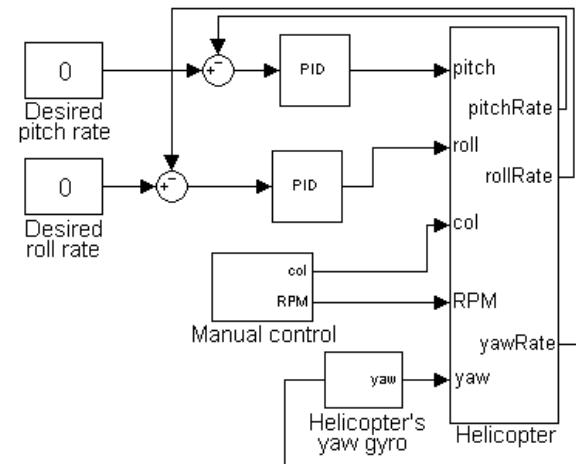 0
Desired
pitch rate
+
−
PID
0
Desired
roll rate
+
−
PID
col
RPM
Manual control
yaw
Helicopter's
yaw gyro
pitch
pitchRate
roll
rollRate
col
RPM
yawRate
yaw
Helicopter